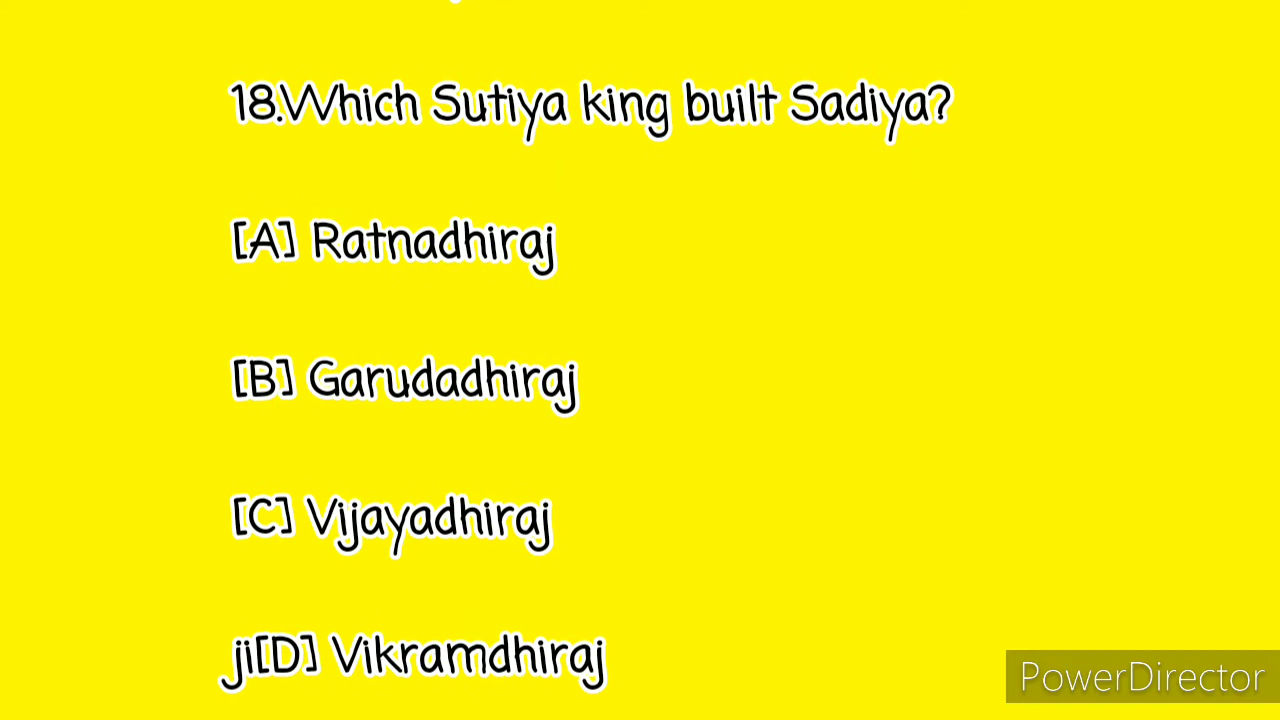 18.Which Sutiya king built Sadiya?
[A] Ratnadhiraj
[B] Garudadhiraj
[C] Vijayadhiraj
ji[D] Vikramdhiraj
PowerDirector